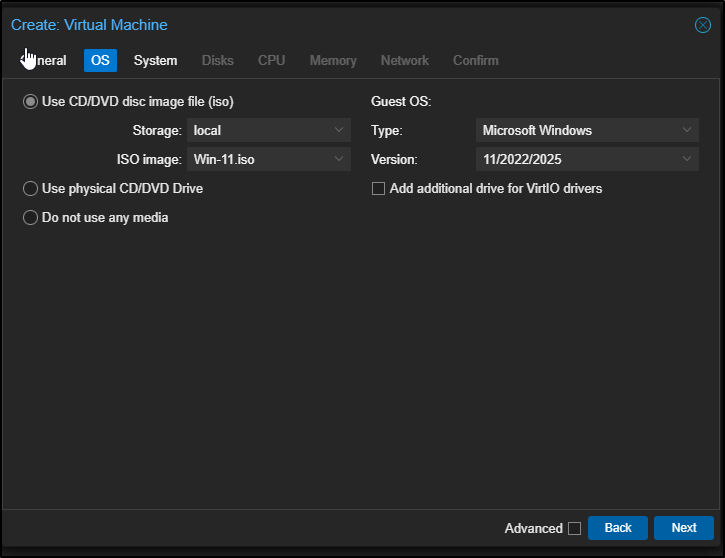 Create: Virtual Machine
neral OS System Disks CPU Memory Network Confirm
Use CD/DVD disc image file (iso)
Storage: local
ISO image: Win-11.iso
Use physical CD/DVD Drive
Do not use any media
Guest OS:
Type: Microsoft Windows
Version: 11/2022/2025
Add additional drive for VirtIO drivers
Advanced Back Next